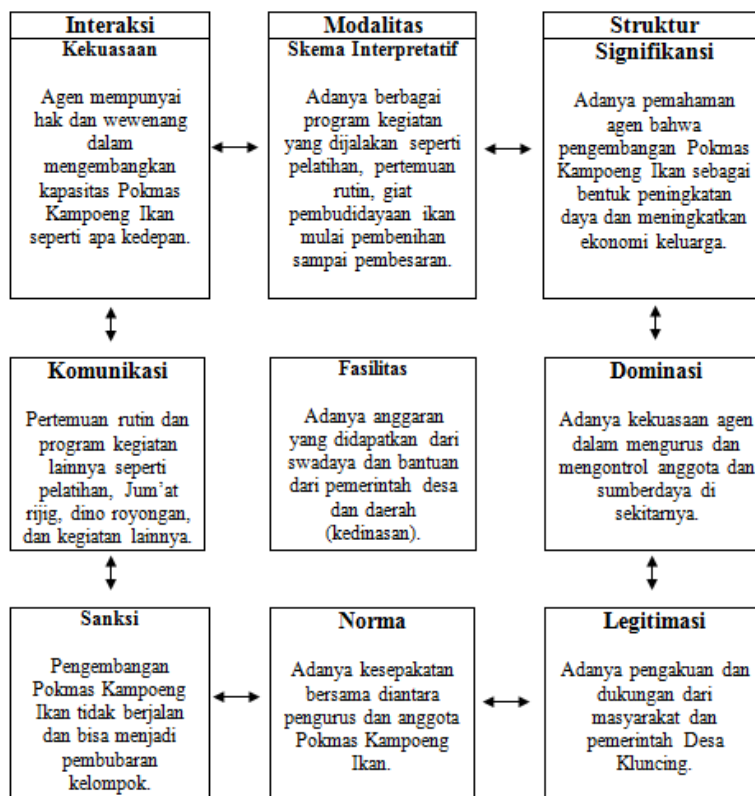 Interaksi
Kekuasaan
Agen mempunyai
hak dan wewenang
dalam
mengembangkan
kapasitas Pokmas
Kampoeng Ikan
seperti apa kedepan.
Modalitas
Skema Interpretatif
Adanya berbagai
program kegiatan
yang dijalakan seperti
pelatihan, pertemuan
rutin, giat
pembudidayaan ikan
mulai pembenihan
sampai pembesaran.
Struktur
Signifikansi
Adanya pemahaman
agen bahwa
pengembangan Pokmas
Kampoeng Ikan sebagai
bentuk peningkatan
daya dan meningkatkan
ekonomi keluarga.
Komunikasi
Pertemuan rutin dan
program kegiatan
lainnya seperti
pelatihan, Jum’at
rijig, dino royongan,
dan kegiatan lainnya.
Fasilitas
Adanya anggaran
yang didapatkan dari
swadaya dan bantuan
dari pemerintah desa
dan daerah
(kedinasan).
Dominasi
Adanya kekuasaan agen
dalam mengurus dan
mengontrol anggota dan
sumberdaya di
sekitarnya.
Sanksi
Pengembangan
Pokmas Kampoeng
Ikan tidak berjalan
dan bisa menjadi
pembubaran
kelompok.
Norma
Adanya kesepakatan
bersama diantara
pengurus dan anggota
Pokmas Kampoeng
Ikan.
Legitimasi
Adanya pengakuan dan
dukungan dari
masyarakat dan
pemerintah Desa
Kluncing.